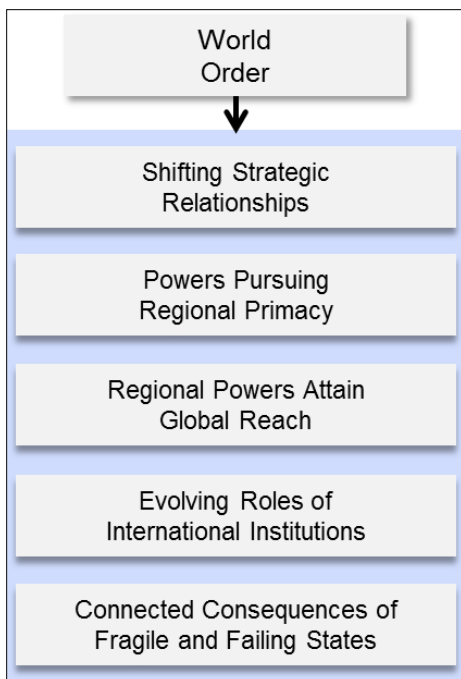 World
Order
Shifting Strategic
Relationships
Powers Pursuing
Regional Primacy
Regional Powers Attain
Global Reach
Evolving Roles of
International Institutions
Connected Consequences of
Fragile and Failing States